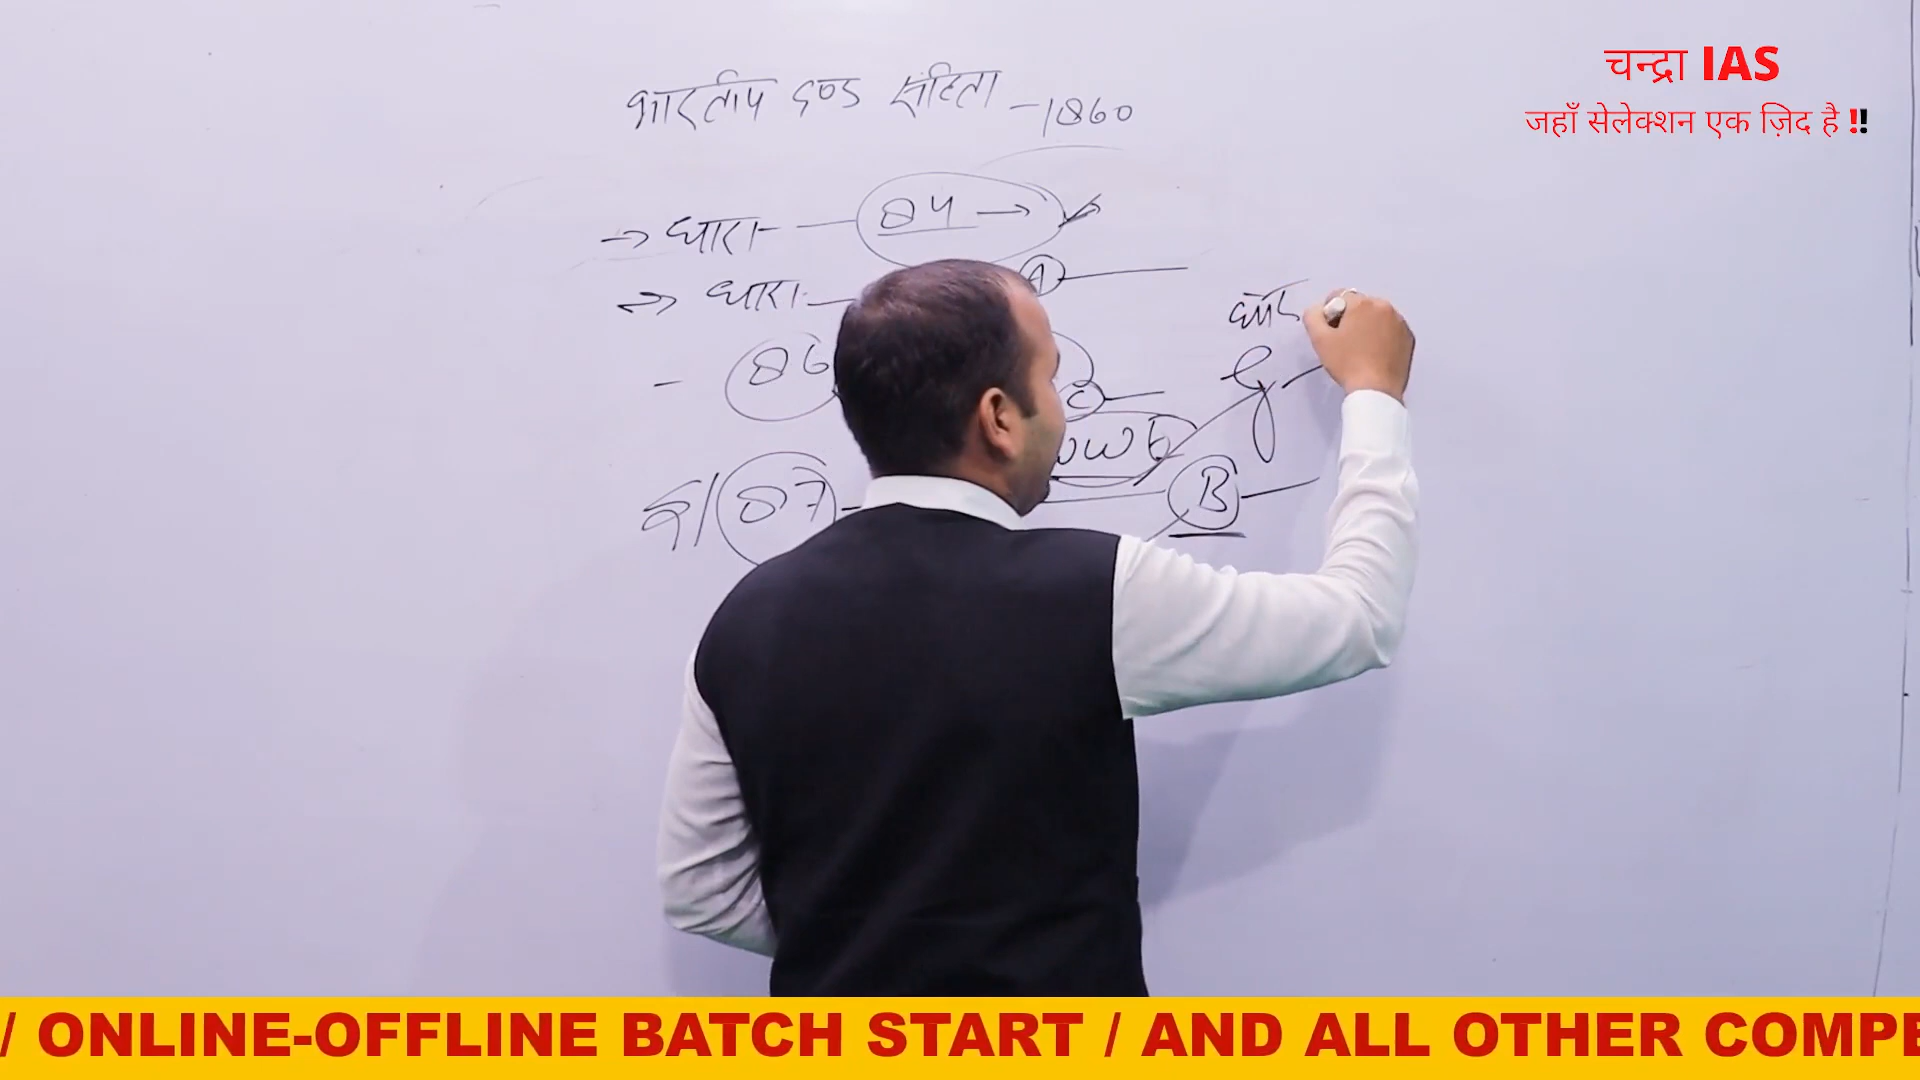 चन्द्रा IAS
जहाँ सेलेक्शन एक ज़िद है !!
भारतीय दण्ड संहिता -1860
→ धारा - 84 →
A
→ धारा -
- 86
C
87
B
/ ONLINE-OFFLINE BATCH START / AND ALL OTHER COMPE